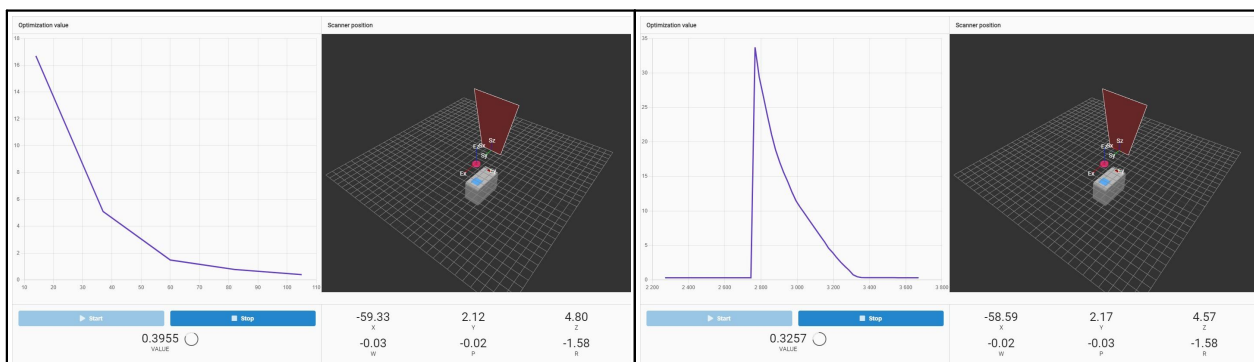 Optimization value
Scanner position
18
16
14
12
10
8
6
4
2
0
10 20 30 40 50 60 70 80 90 100 110
Sz
Sy
Ex
Start
Stop
0.3955
VALUE
-59.33 2.12 4.80
X Y Z
-0.03 -0.02 -1.58
W P R
Optimization value
Scanner position
35
30
25
20
15
10
5
0
2 200 2 400 2 600 2 800 3 000 3 200 3 400 3 600 3 800
Sz
Sy
Ex
Start
Stop
0.3257
VALUE
-58.59 2.17 4.57
X Y Z
-0.02 -0.03 -1.58
W P R